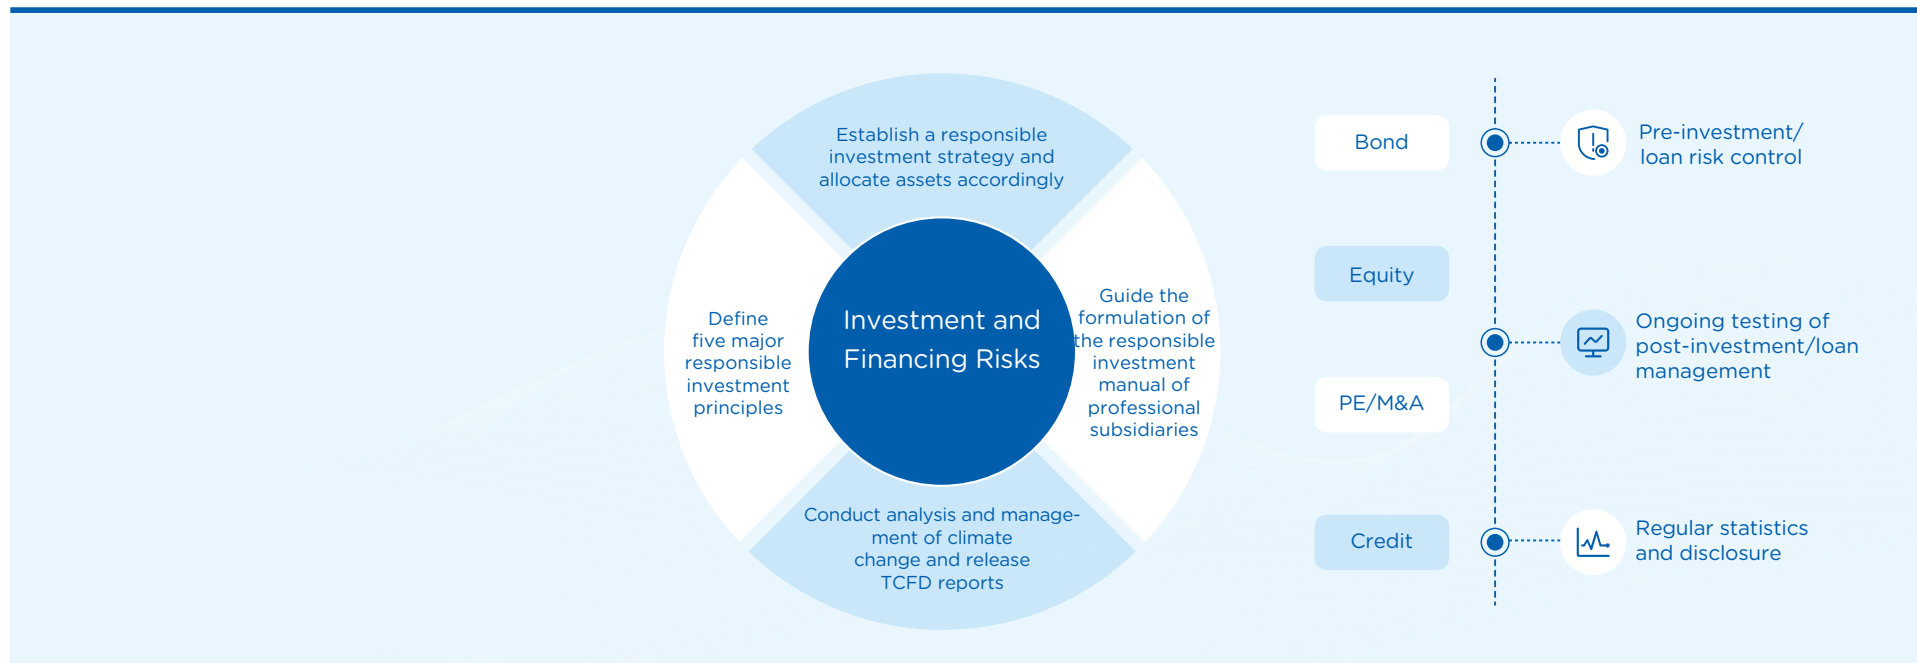 Establish a responsible
investment strategy and
allocate assets accordingly
Define
five major
responsible
investment
principles
Investment and
Financing Risks
Guide the
formulation of
the responsible
investment
manual of
professional
subsidiaries
Conduct analysis and manage-
ment of climate
change and release
TCFD reports
Bond
Equity
PE/M&A
Credit
Pre-investment/
loan risk control
Ongoing testing of
post-investment/loan
management
Regular statistics
and disclosure